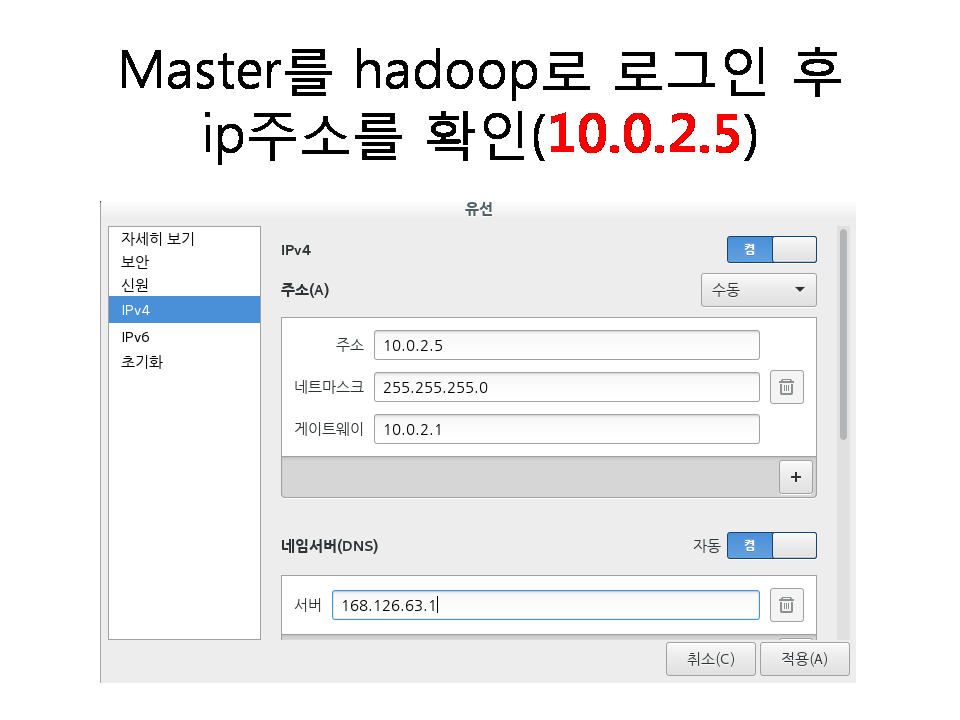 Master를 hadoop로 로그인 후
ip주소를 확인(10.0.2.5)
유선
자세히 보기
보안
신원
IPv4
IPv6
초기화
IPv4
켬
주소(A)
수동
주소
10.0.2.5
네트마스크
255.255.255.0
게이트웨이
10.0.2.1
+
네임서버(DNS)
자동
켬
서버
168.126.63.1
취소(C)
적용(A)